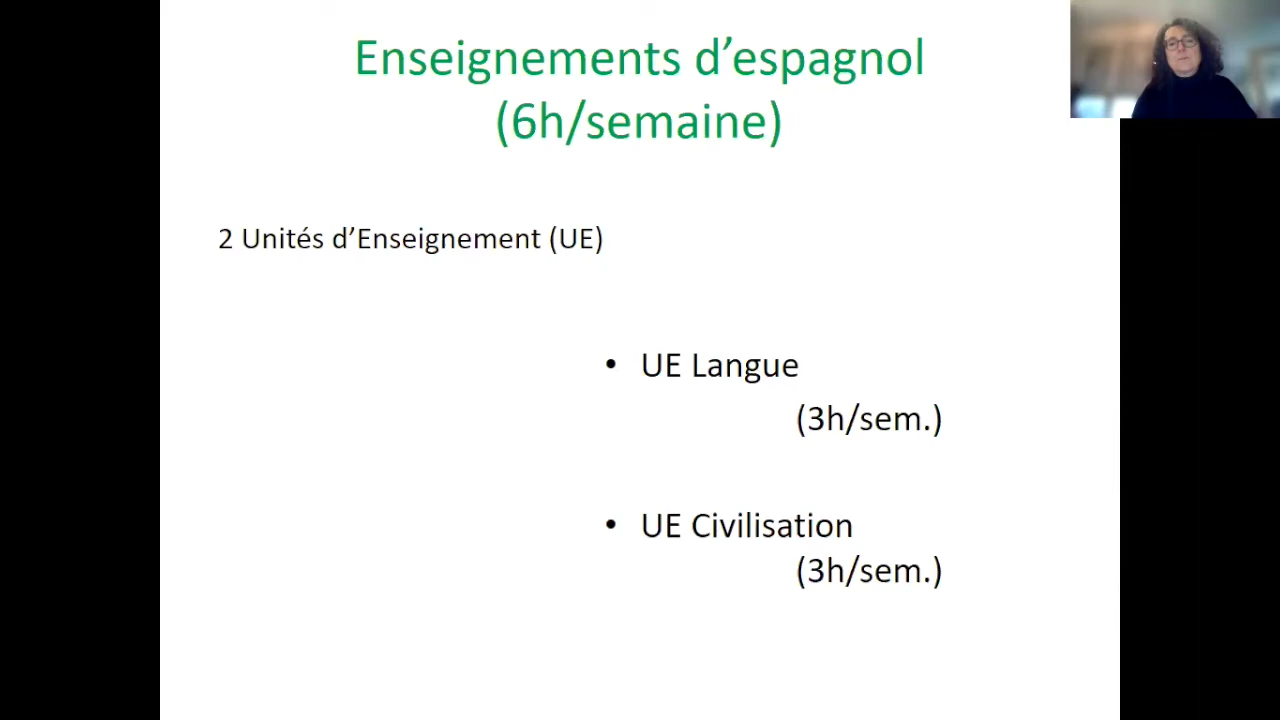 Enseignements d’espagnol
(6h/semaine)
2 Unités d’Enseignement (UE)
• UE Langue
(3h/sem.)
• UE Civilisation
(3h/sem.)